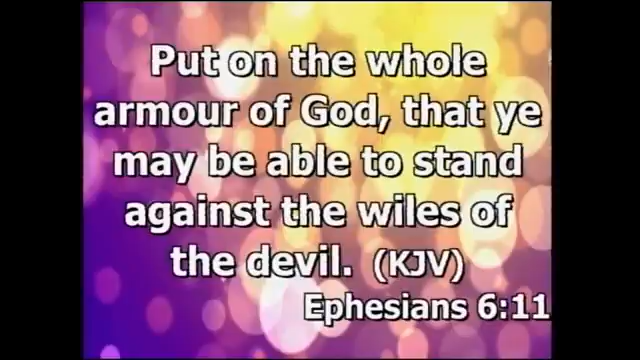 Put on the whole
armour of God, that ye
may be able to stand
against the wiles of
the devil. (KJV)
Ephesians 6:11